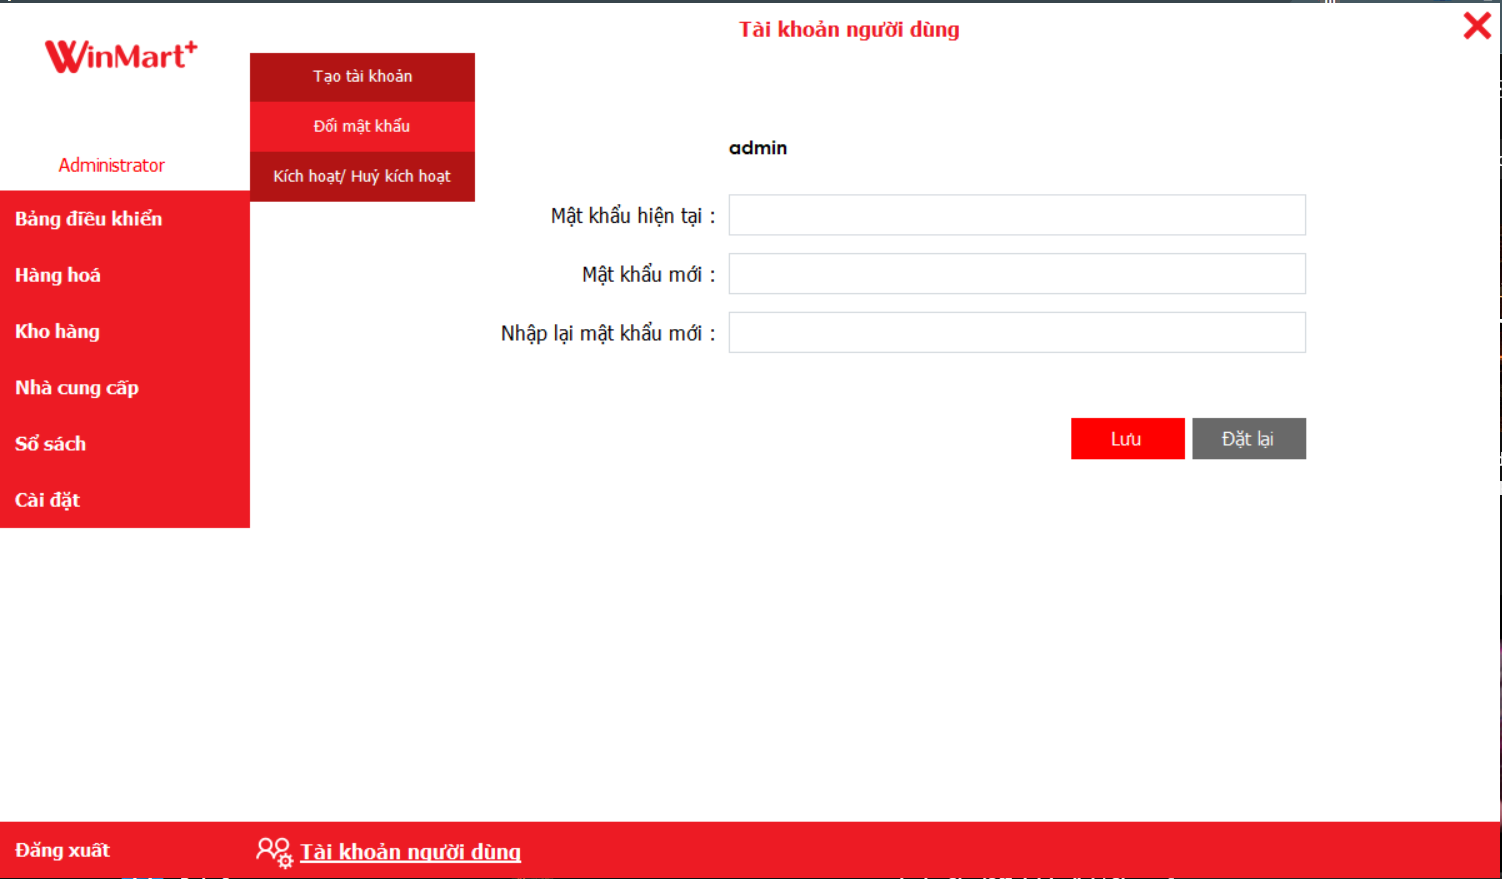 Tài khoản người dùng
WinMart+
Tạo tài khoản
Đổi mật khẩu
Kích hoạt/ Huỷ kích hoạt
Administrator
admin
Bảng điều khiển
Hàng hoá
Kho hàng
Nhà cung cấp
Sổ sách
Cài đặt
Mật khẩu hiện tại :
Mật khẩu mới :
Nhập lại mật khẩu mới :
Lưu
Đặt lại
Đăng xuất
Tài khoản người dùng